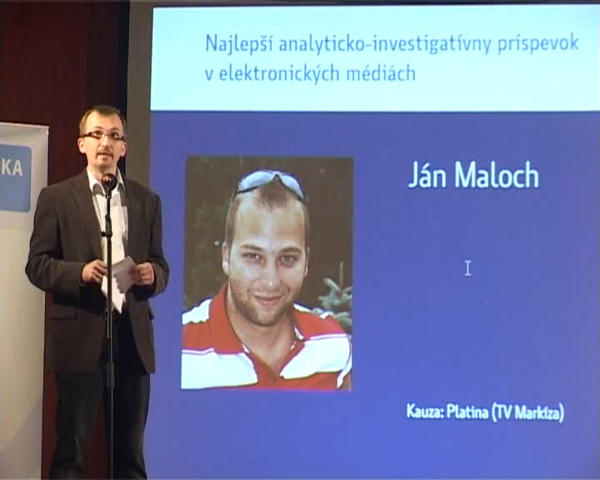 Najlepší analyticko-investigatívny príspevok
v elektronických médiách
KA
Ján Maloch
Kauza: Platina (TV Markíza)